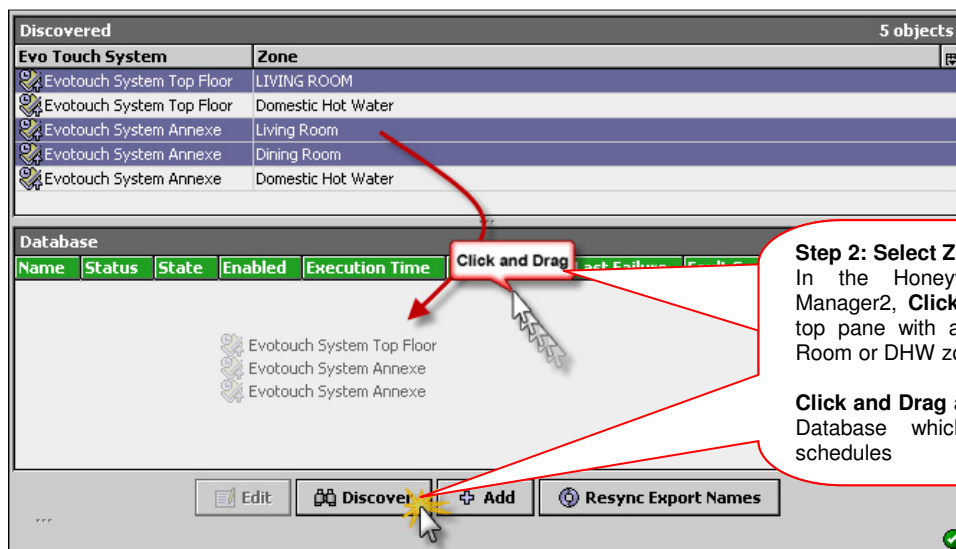 Discovered 5 objects
Evo Touch System Zone
Evotouch System Top Floor LIVING ROOM
Evotouch System Top Floor Domestic Hot Water
Evotouch System Annexe Living Room
Evotouch System Annexe Dining Room
Evotouch System Annexe Domestic Hot Water
Database
Name Status State Enabled Execution Time Last Failure
Click and Drag
Evotouch System Top Floor
Evotouch System Annexe
Evotouch System Annexe
Step 2: Select Z
In the Honey
Manager2, Click
top pane with a
Room or DHW zo
Click and Drag a
Database whic
schedules
Edit Discover Add Resync Export Names